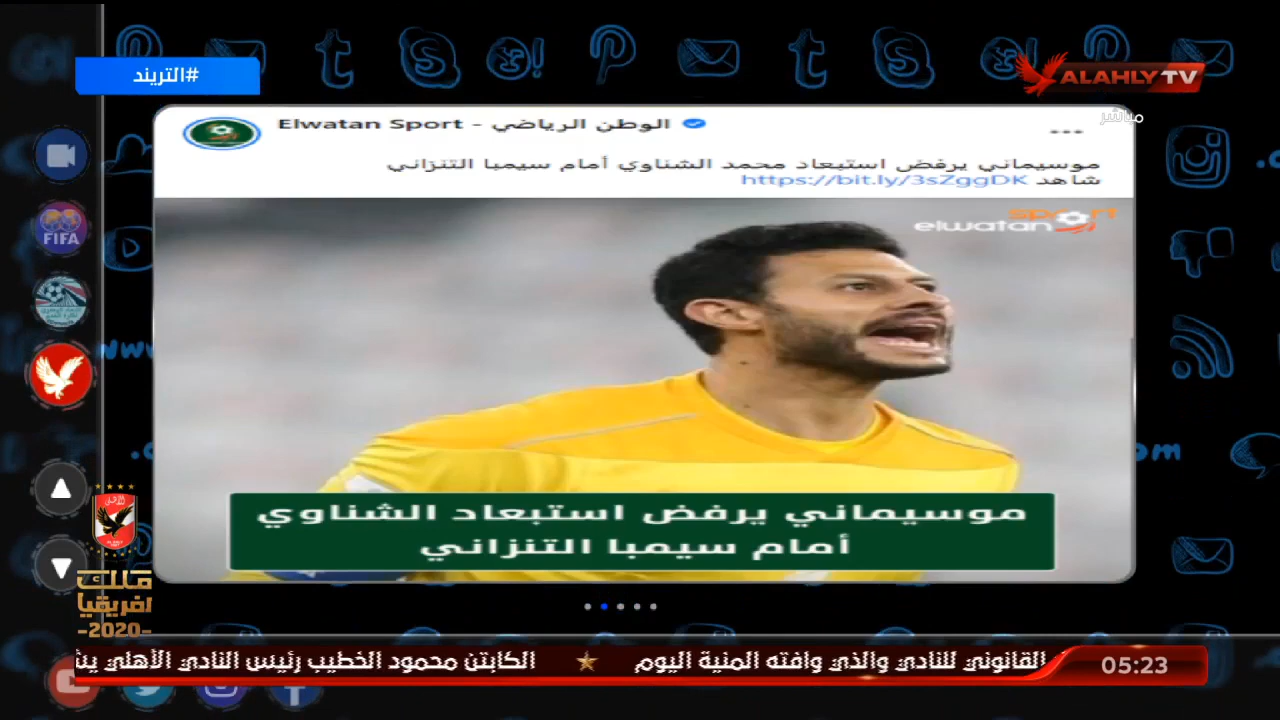 #التريند
ALAHLY TV
مباشر
Elwatan Sport - الوطن الرياضي
موسيماني يرفض استبعاد محمد الشناوي أمام سيمبا التنزاني
شاهد https://bit.ly/3sZggDK
sport
elwatan
FIFA
موسيماني يرفض استبعاد الشناوي
أمام سيمبا التنزاني
ملك
افريقيا
-2020-
القانوني للنادي والذي وافته المنية اليوم ★ الكابتن محمود الخطيب رئيس النادي الأهلي
05:23